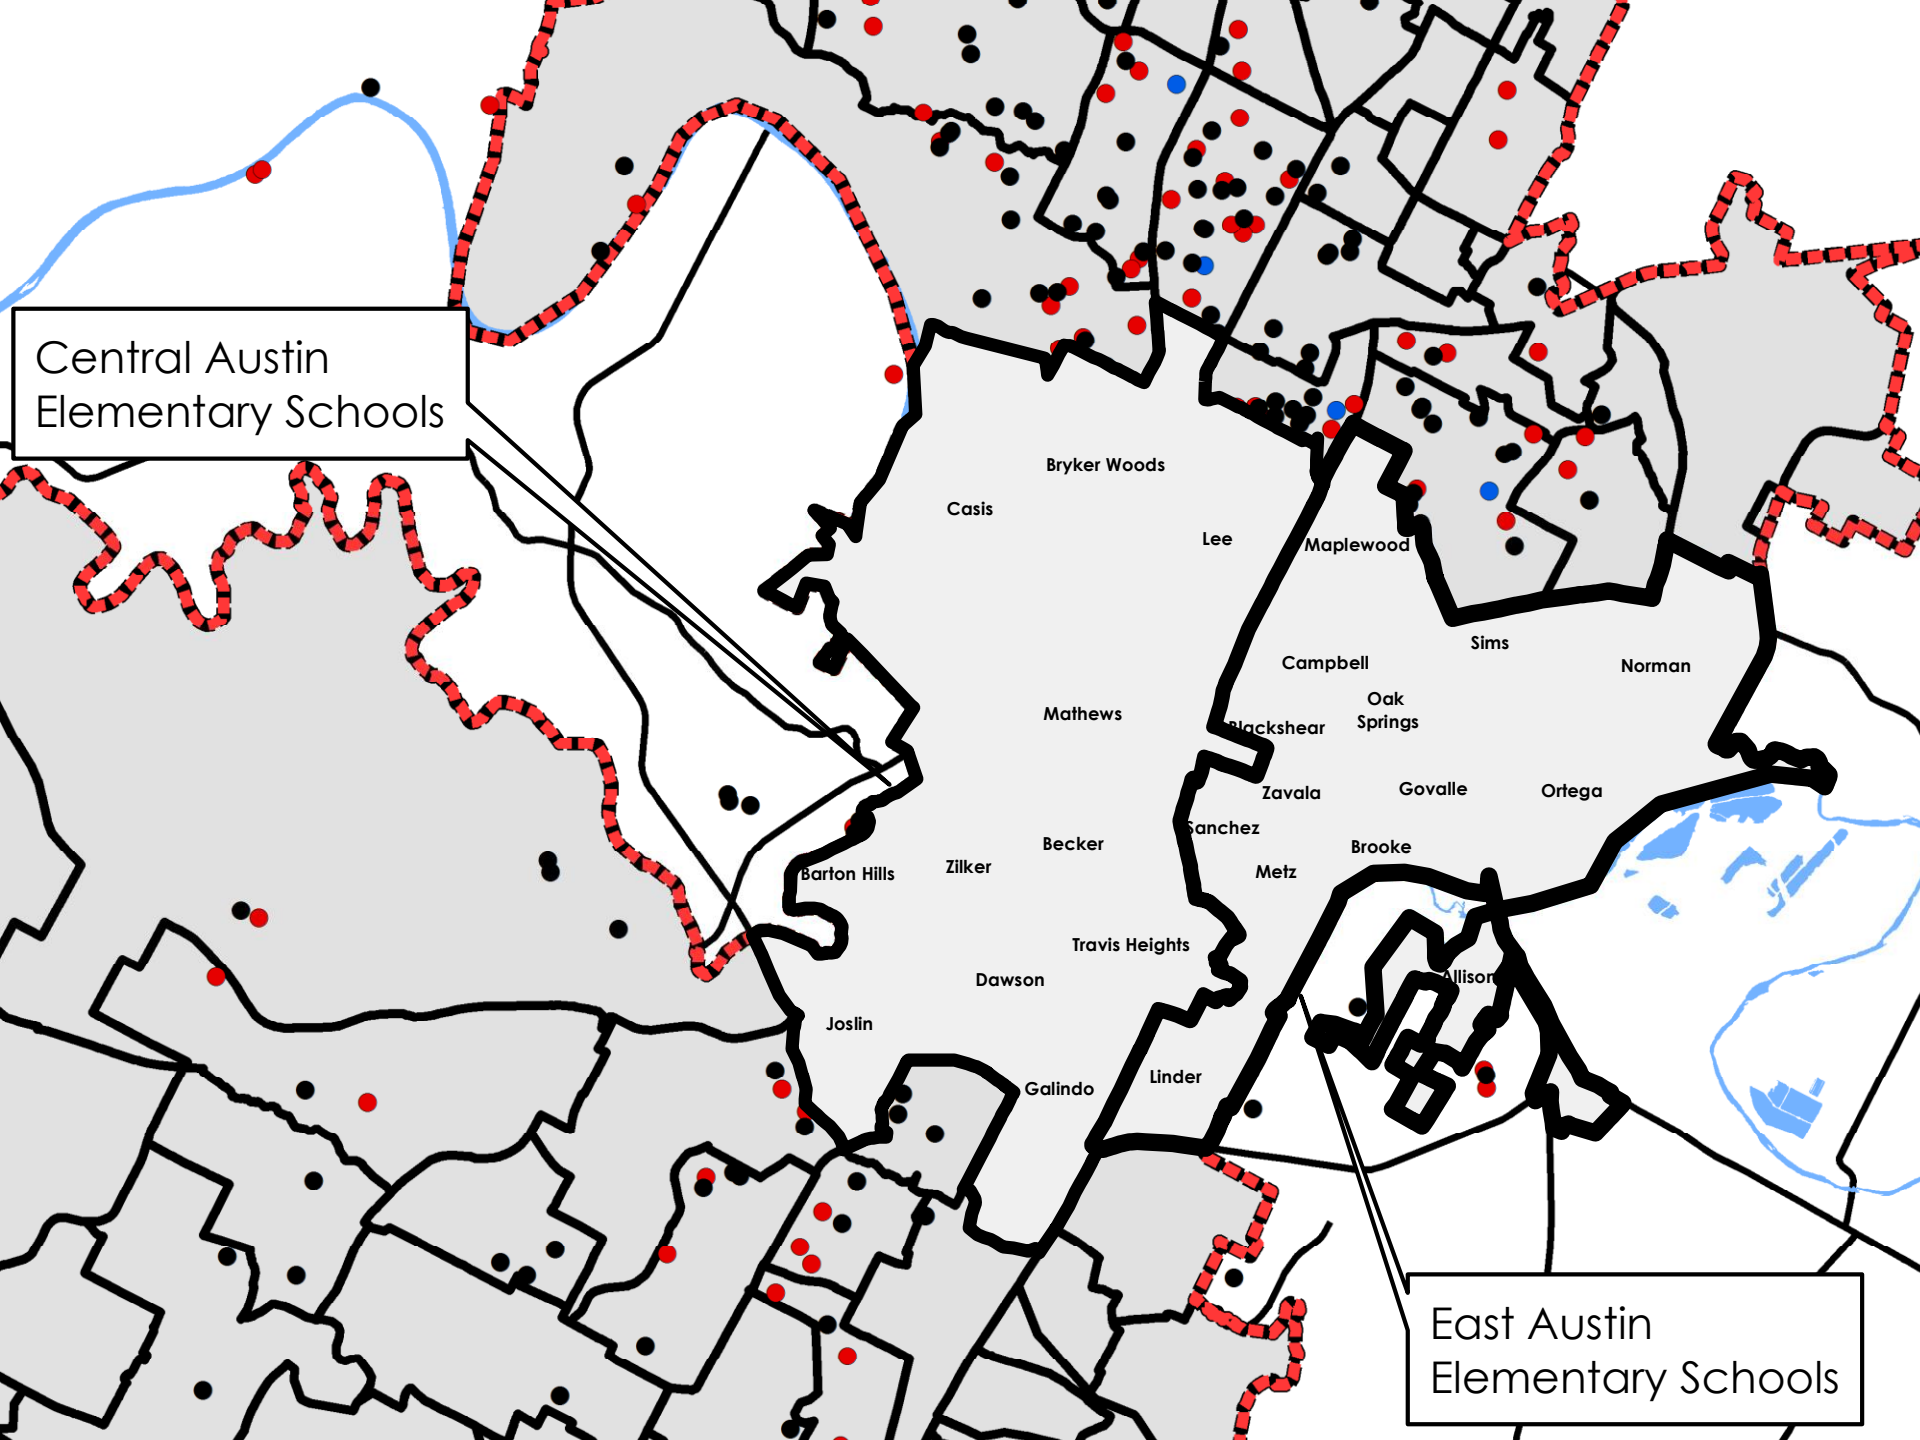 Central Austin
Elementary Schools
Bryker Woods
Casis
Lee
Maplewood
Sims
Campbell
Norman
Oak
Springs
Mathews
Blackshear
Zavala
Govalle
Ortega
Sanchez
Becker
Brooke
Zilker
Barton Hills
Metz
Travis Heights
Dawson
Allison
Joslin
Linder
Galindo
East Austin
Elementary Schools